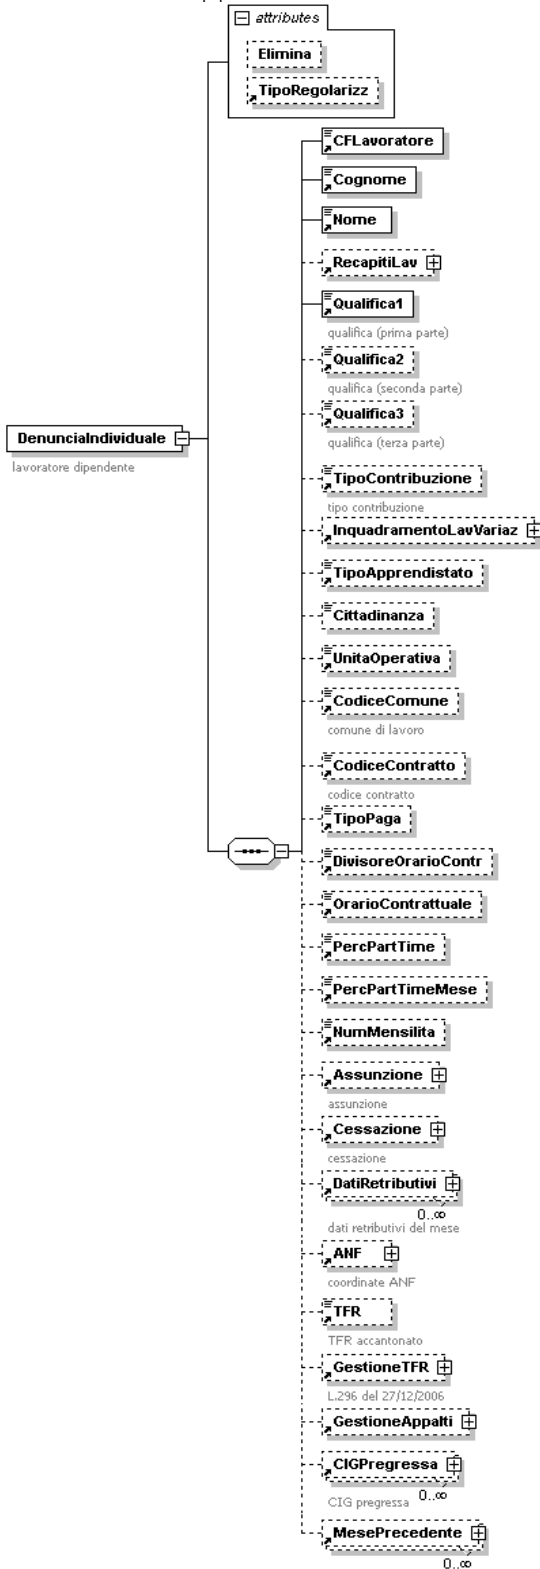 attributes
Elimina
TipoRegolarizz
CFLavoratore
Cognome
Nome
RecapitiLav
Qualifica1
qualifica (prima parte)
Qualifica2
qualifica (seconda parte)
Qualifica3
qualifica (terza parte)
DenunciaIndividuale
lavoratore dipendente
TipoContribuzione
tipo contribuzione
InquadramentoLavVariaz
TipoApprendistato
Cittadinanza
UnitaOperativa
CodiceComune
comune di lavoro
CodiceContratto
codice contratto
TipoPaga
DivisoreOrarioContr
OrarioContrattuale
PercPartTime
PercPartTimeMese
NumMensilita
Assunzione
assunzione
Cessazione
cessazione
DatiRetributivi
0..∞
dati retributivi del mese
ANF
coordinate ANF
TFR
TFR accantonato
GestioneTFR
L.296 del 27/12/2006
GestioneAppalti
CIGPregressa
0..∞
CIG pregressa
MesePrecedente
0..∞